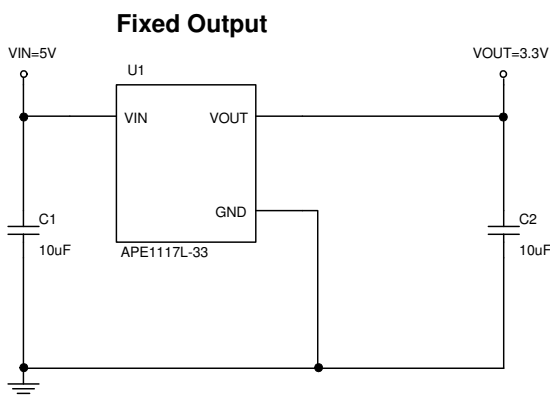 Fixed Output
VIN=5V
VOUT=3.3V
U1
VIN
VOUT
GND
C1
10uF
C2
10uF
APE1117L-33